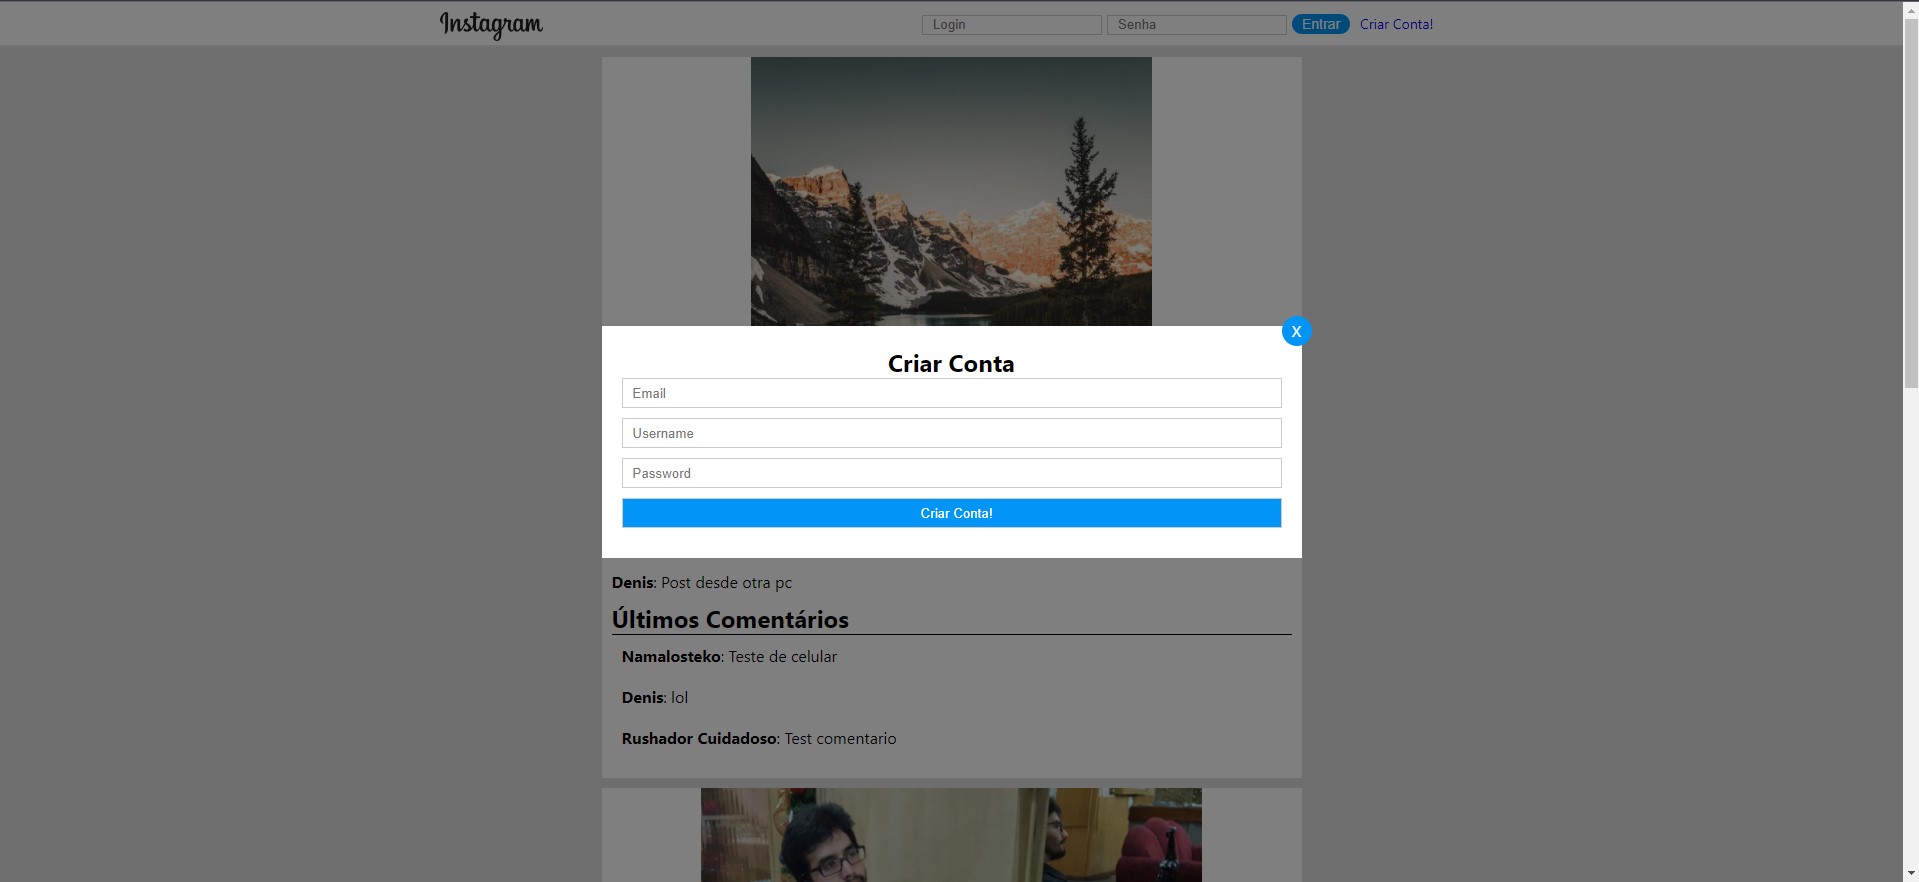 Instagram
Login Senha Entrar Criar Conta!
X
Criar Conta
Email
Username
Password
Criar Conta!
Denis: Post desde otra pc
Últimos Comentários
Namalosteko: Teste de celular
Denis: lol
Rushador Cuidadoso: Test comentario